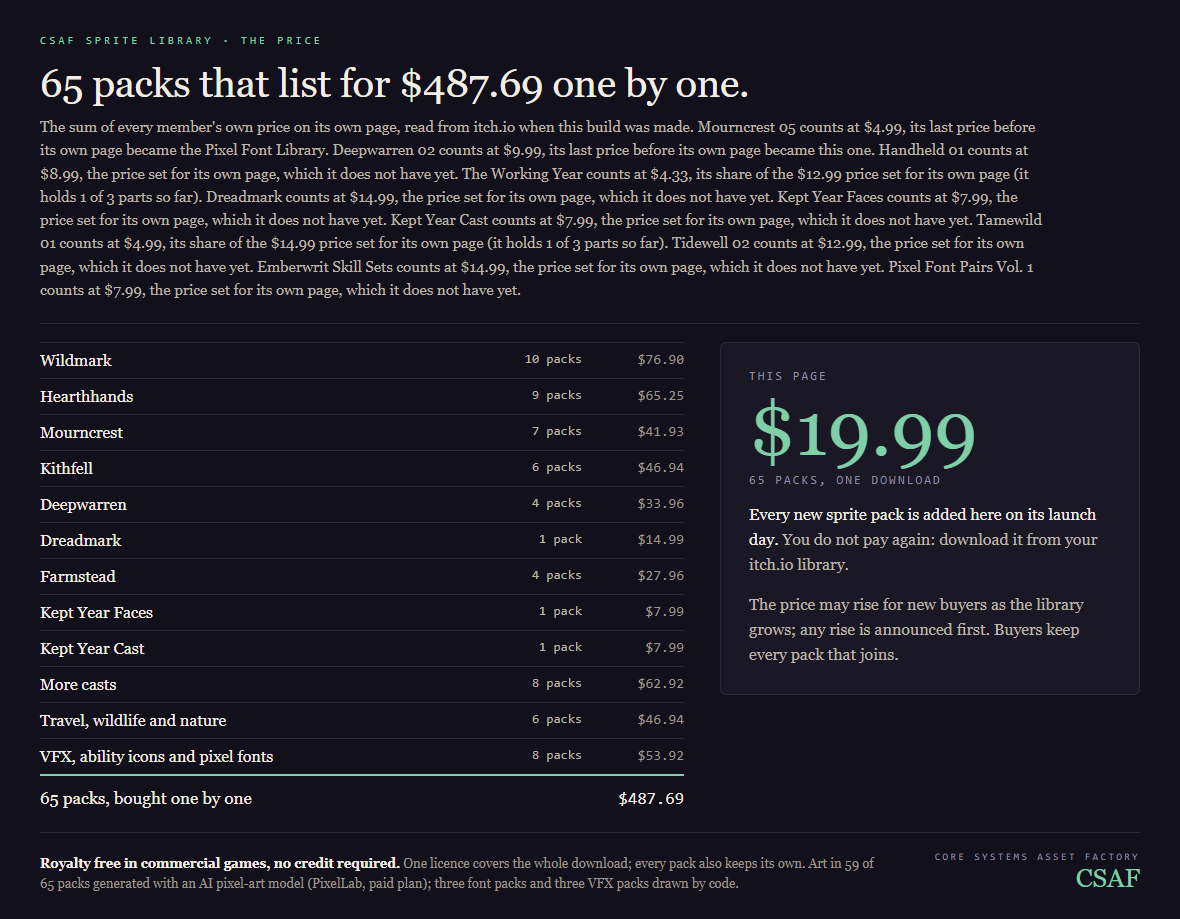 CSAF SPRITE LIBRARY · THE PRICE
65 packs that list for $487.69 one by one.
The sum of every member's own price on its own page, read from itch.io when this build was made. Mourncrest 05 counts at $4.99, its last price before
its own page became the Pixel Font Library. Deepwarren 02 counts at $9.99, its last price before its own page became this one. Handheld 01 counts at
$8.99, the price set for its own page, which it does not have yet. The Working Year counts at $4.33, its share of the $12.99 price set for its own page (it
holds 1 of 3 parts so far). Dreadmark counts at $14.99, the price set for its own page, which it does not have yet. Kept Year Faces counts at $7.99, the
price set for its own page, which it does not have yet. Kept Year Cast counts at $7.99, the price set for its own page, which it does not have yet. Tamewild
01 counts at $4.99, its share of the $14.99 price set for its own page (it holds 1 of 3 parts so far). Tidewell 02 counts at $12.99, the price set for its own
page, which it does not have yet. Emberwrit Skill Sets counts at $14.99, the price set for its own page, which it does not have yet. Pixel Font Pairs Vol. 1
counts at $7.99, the price set for its own page, which it does not have yet.
Wildmark 10 packs $76.90
Hearthhands 9 packs $65.25
Mourncrest 7 packs $41.93
Kithfell 6 packs $46.94
Deepwarren 4 packs $33.96
Dreadmark 1 pack $14.99
Farmstead 4 packs $27.96
Kept Year Faces 1 pack $7.99
Kept Year Cast 1 pack $7.99
More casts 8 packs $62.92
Travel, wildlife and nature 6 packs $46.94
VFX, ability icons and pixel fonts 8 packs $53.92
65 packs, bought one by one $487.69
THIS PAGE
$19.99
65 PACKS, ONE DOWNLOAD
Every new sprite pack is added here on its launch
day. You do not pay again: download it from your
itch.io library.
The price may rise for new buyers as the library
grows; any rise is announced first. Buyers keep
every pack that joins.
Royalty free in commercial games, no credit required. One licence covers the whole download; every pack also keeps its own. Art in 59 of
65 packs generated with an AI pixel-art model (PixelLab, paid plan); three font packs and three VFX packs drawn by code.
CORE SYSTEMS ASSET FACTORY
CSAF